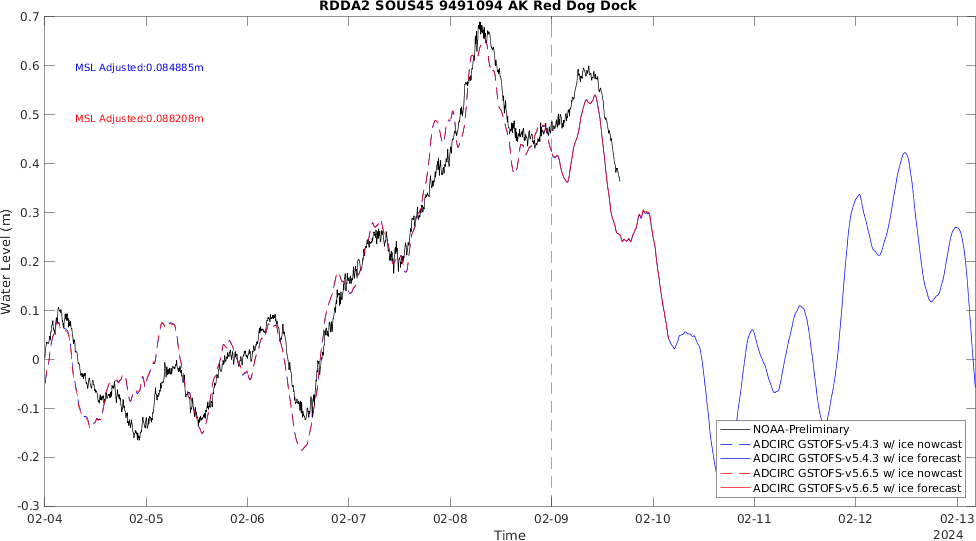 RDDA2 SOUS45 9491094 AK Red Dog Dock
0.7
0.6
0.5
0.4
0.3
0.2
0.1
0
-0.1
-0.2
-0.3
Water Level (m)
MSL Adjusted:0.084885m
MSL Adjusted:0.088208m
NOAA-Preliminary
ADCIRC GSTOFS-v5.4.3 w/ ice nowcast
ADCIRC GSTOFS-v5.4.3 w/ ice forecast
ADCIRC GSTOFS-v5.6.5 w/ ice nowcast
ADCIRC GSTOFS-v5.6.5 w/ ice forecast
02-04 02-05 02-06 02-07 02-08 02-09 02-10 02-11 02-12 02-13
Time
2024